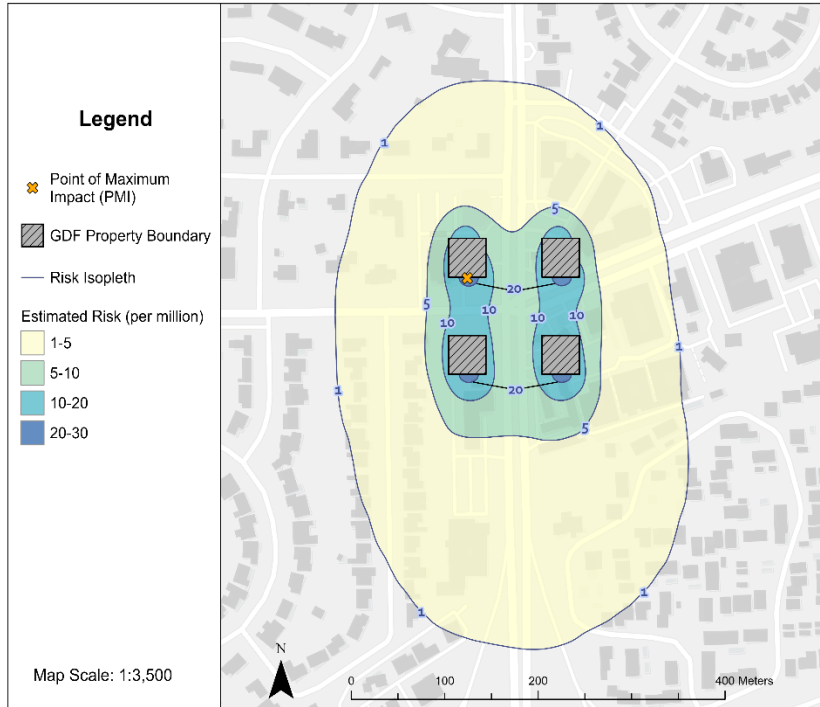 Legend
Point of Maximum
Impact (PMI)
GDF Property Boundary
Risk Isopleth
Estimated Risk (per million)
1-5
5-10
10-20
20-30
Map Scale: 1:3,500
1
1
5
20
5
10
10
10
10
1
20
1
5
1
1
N
0
100
200
400 Meters